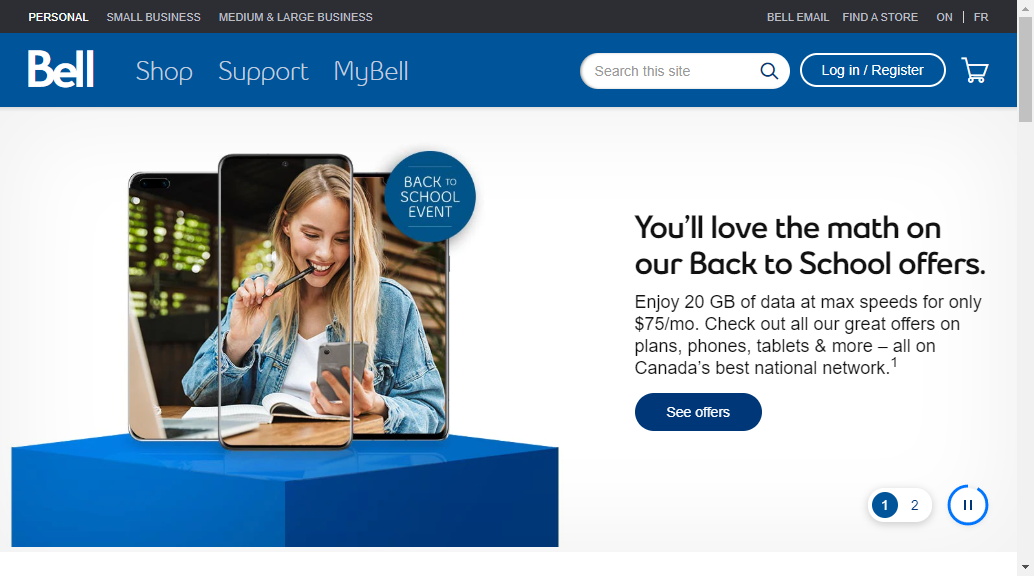 PERSONAL SMALL BUSINESS MEDIUM & LARGE BUSINESS BELL EMAIL FIND A STORE ON | FR
Bell Shop Support MyBell Search this site Log in / Register
BACK TO
SCHOOL
EVENT
You’ll love the math on
our Back to School offers.
Enjoy 20 GB of data at max speeds for only
$75/mo. Check out all our great offers on
plans, phones, tablets & more – all on
Canada’s best national network.1
See offers
1 2